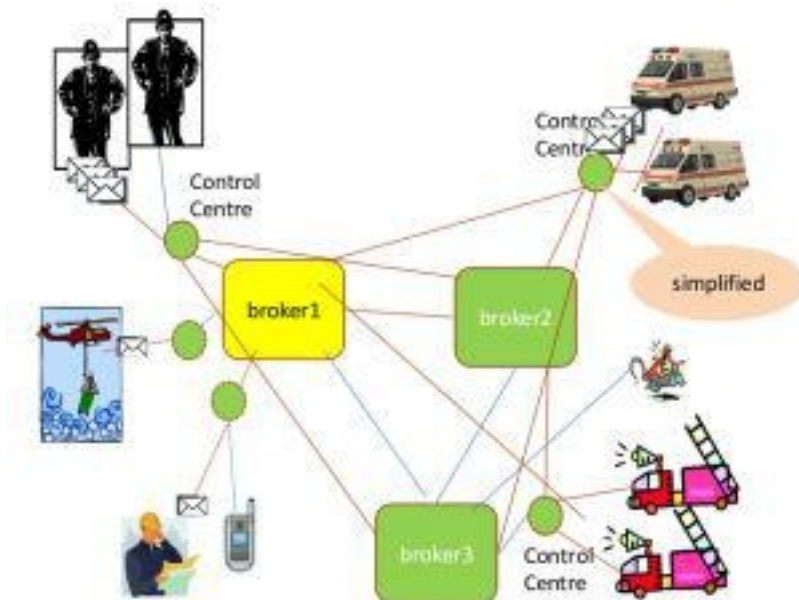 Control
Centre
Control
Centre
simplified
broker1
broker2
broker3
Control
Centre